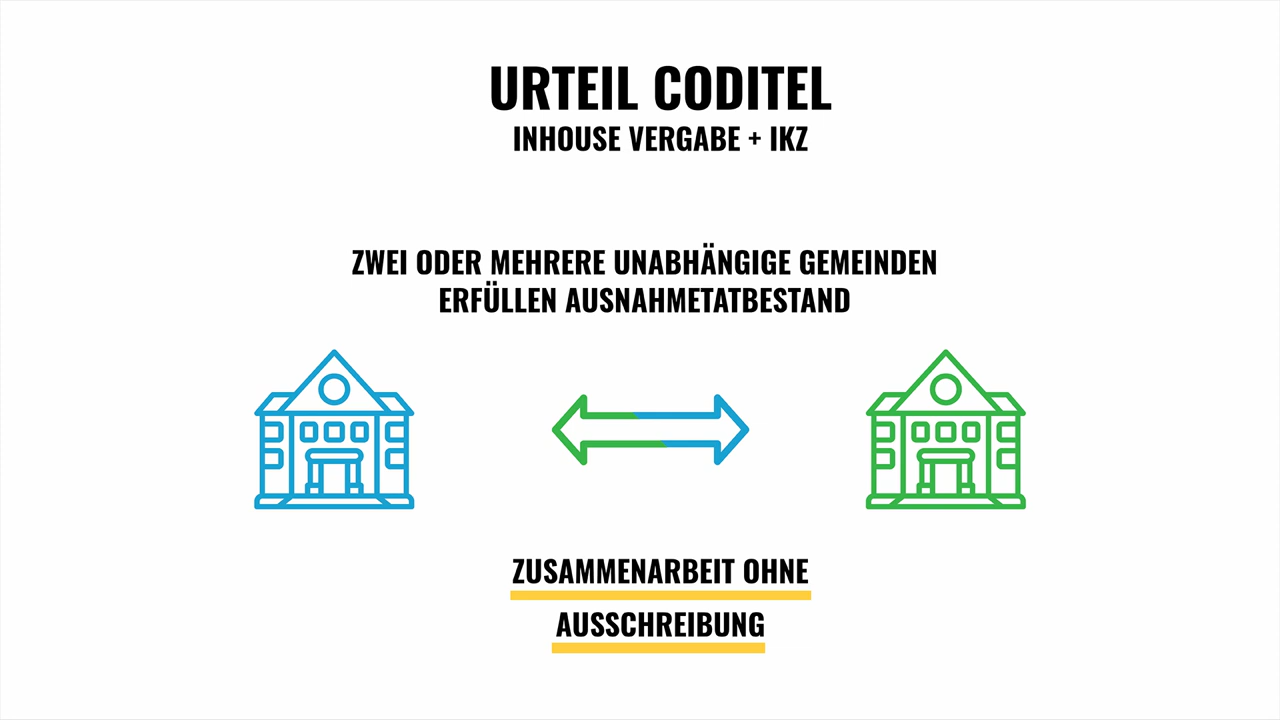 URTEIL CODITEL
INHOUSE VERGABE + IKZ
ZWEI ODER MEHRERE UNABHÄNGIGE GEMEINDEN
ERFÜLLEN AUSNAHMETATBESTAND
ZUSAMMENARBEIT OHNE
AUSSCHREIBUNG